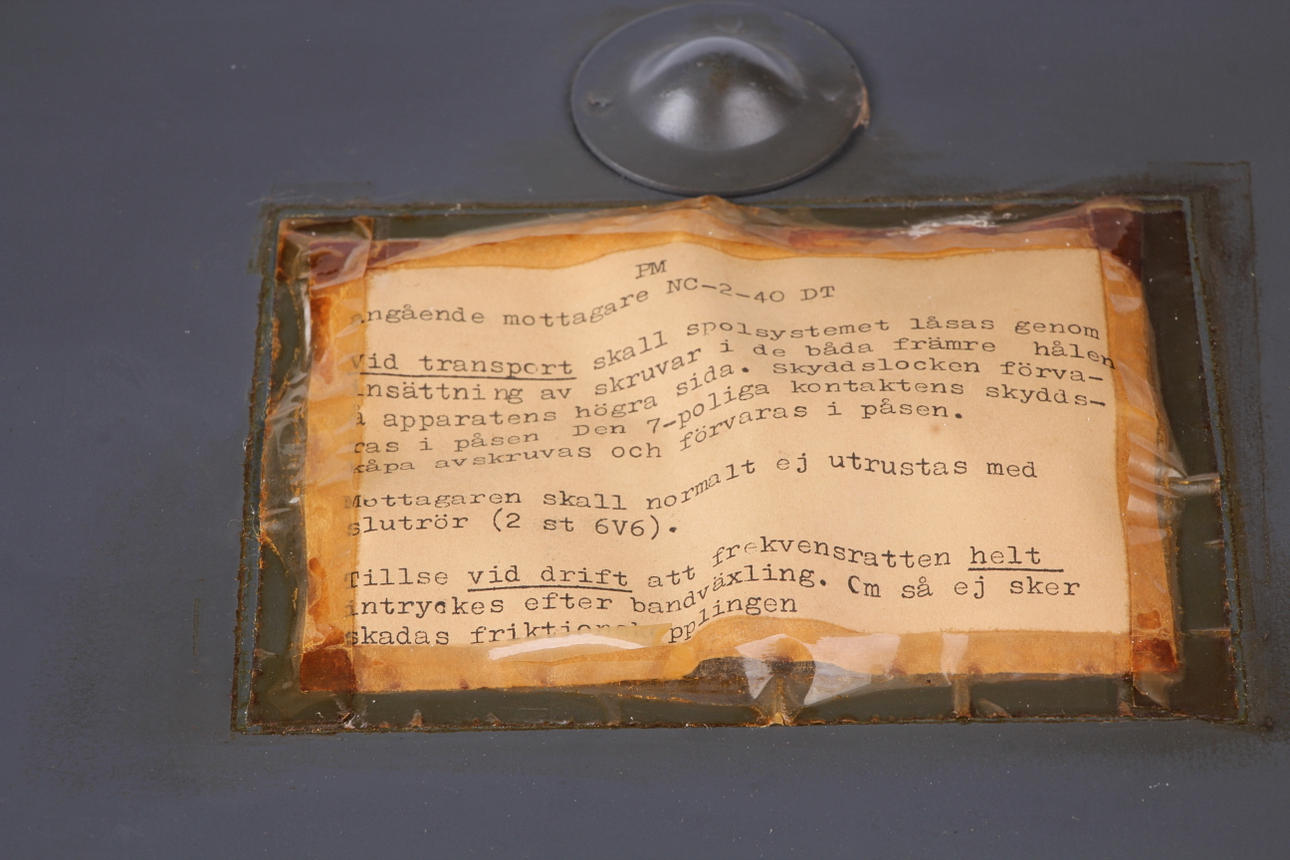 PM
angående mottagare NC-2-40 DT
Vid transport skall spolsystemet låsas genom
insättning av skruvar i de båda främre hålen
å apparatens högra sida. Skyddslocken förva-
ras i påsen Den 7-poliga kontaktens skydds-
kåpa avskruvas och förvaras i påsen.
Mottagaren skall normalt ej utrustas med
slutrör (2 st 6V6).
Tillse vid drift att frekvensratten helt
intryckes efter bandväxling. Om så ej sker
skadas